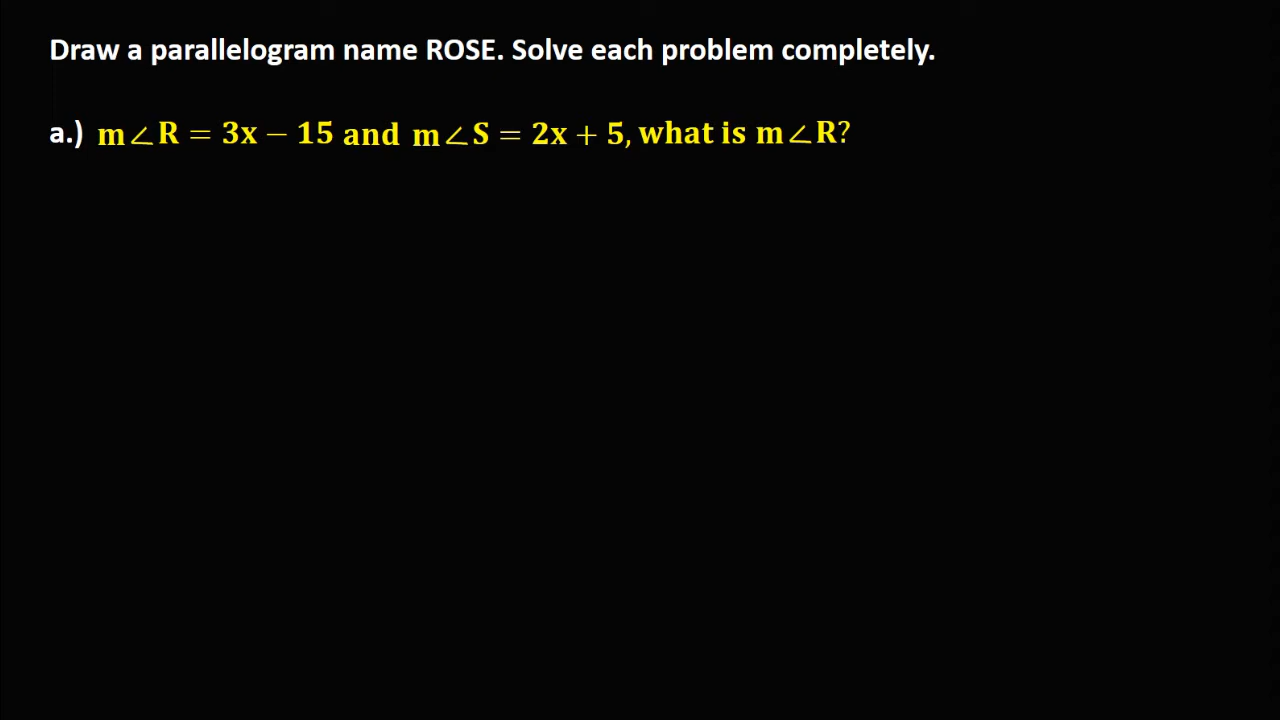 Draw a parallelogram name ROSE. Solve each problem completely.
a.) m∠R = 3x − 15 and m∠S = 2x + 5, what is m∠R?